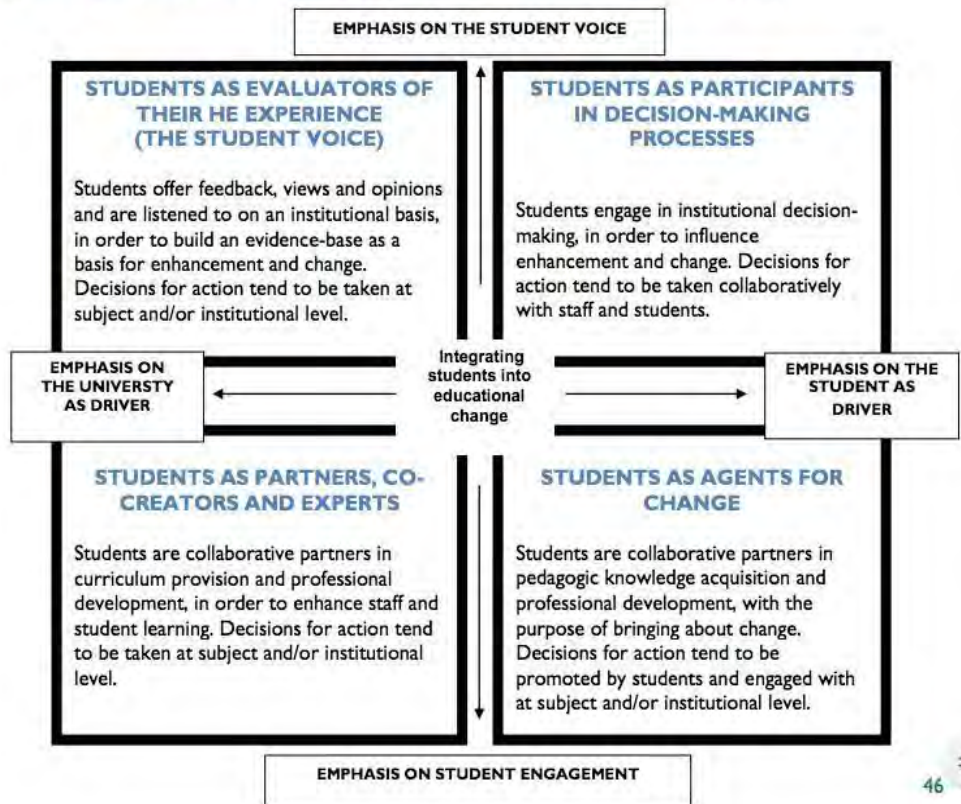 EMPHASIS ON THE STUDENT VOICE
STUDENTS AS EVALUATORS OF
THEIR HE EXPERIENCE
(THE STUDENT VOICE)
Students offer feedback, views and opinions
and are listened to on an institutional basis,
in order to build an evidence-base as a
basis for enhancement and change.
Decisions for action tend to be taken at
subject and/or institutional level.
STUDENTS AS PARTICIPANTS
IN DECISION-MAKING
PROCESSES
Students engage in institutional decision-
making, in order to influence
enhancement and change. Decisions for
action tend to be taken collaboratively
with staff and students.
EMPHASIS ON
THE UNIVERSTY
AS DRIVER
Integrating
students into
educational
change
EMPHASIS ON THE
STUDENT AS
DRIVER
STUDENTS AS PARTNERS, CO-
CREATORS AND EXPERTS
Students are collaborative partners in
curriculum provision and professional
development, in order to enhance staff and
student learning. Decisions for action tend
to be taken at subject and/or institutional
level.
STUDENTS AS AGENTS FOR
CHANGE
Students are collaborative partners in
pedagogic knowledge acquisition and
professional development, with the
purpose of bringing about change.
Decisions for action tend to be
promoted by students and engaged with
at subject and/or institutional level.
EMPHASIS ON STUDENT ENGAGEMENT
46